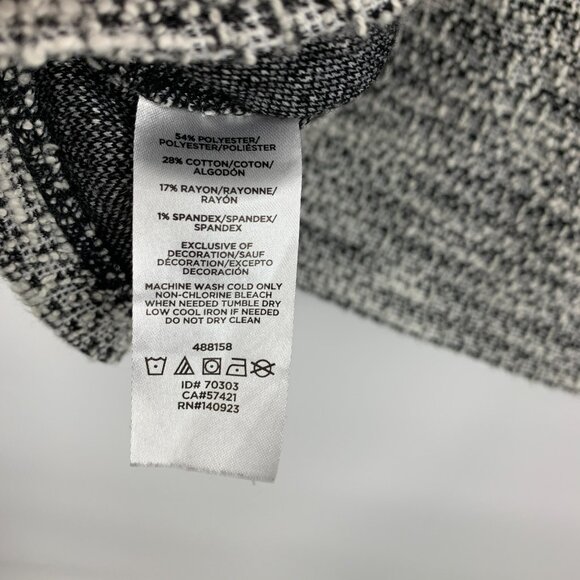 54% POLYESTER/
POLYESTER/POLIÉSTER
28% COTTON/COTON/
ALGODÓN
17% RAYON/RAYONNE/
RAYÓN
1% SPANDEX/SPANDEX/
SPANDEX
EXCLUSIVE OF
DECORATION/SAUF
DÉCORATION/EXCEPTO
DECORACIÓN
MACHINE WASH COLD ONLY
NON-CHLORINE BLEACH
WHEN NEEDED TUMBLE DRY
LOW COOL IRON IF NEEDED
DO NOT DRY CLEAN
488158
ID# 70303
CA#57421
RN#140923